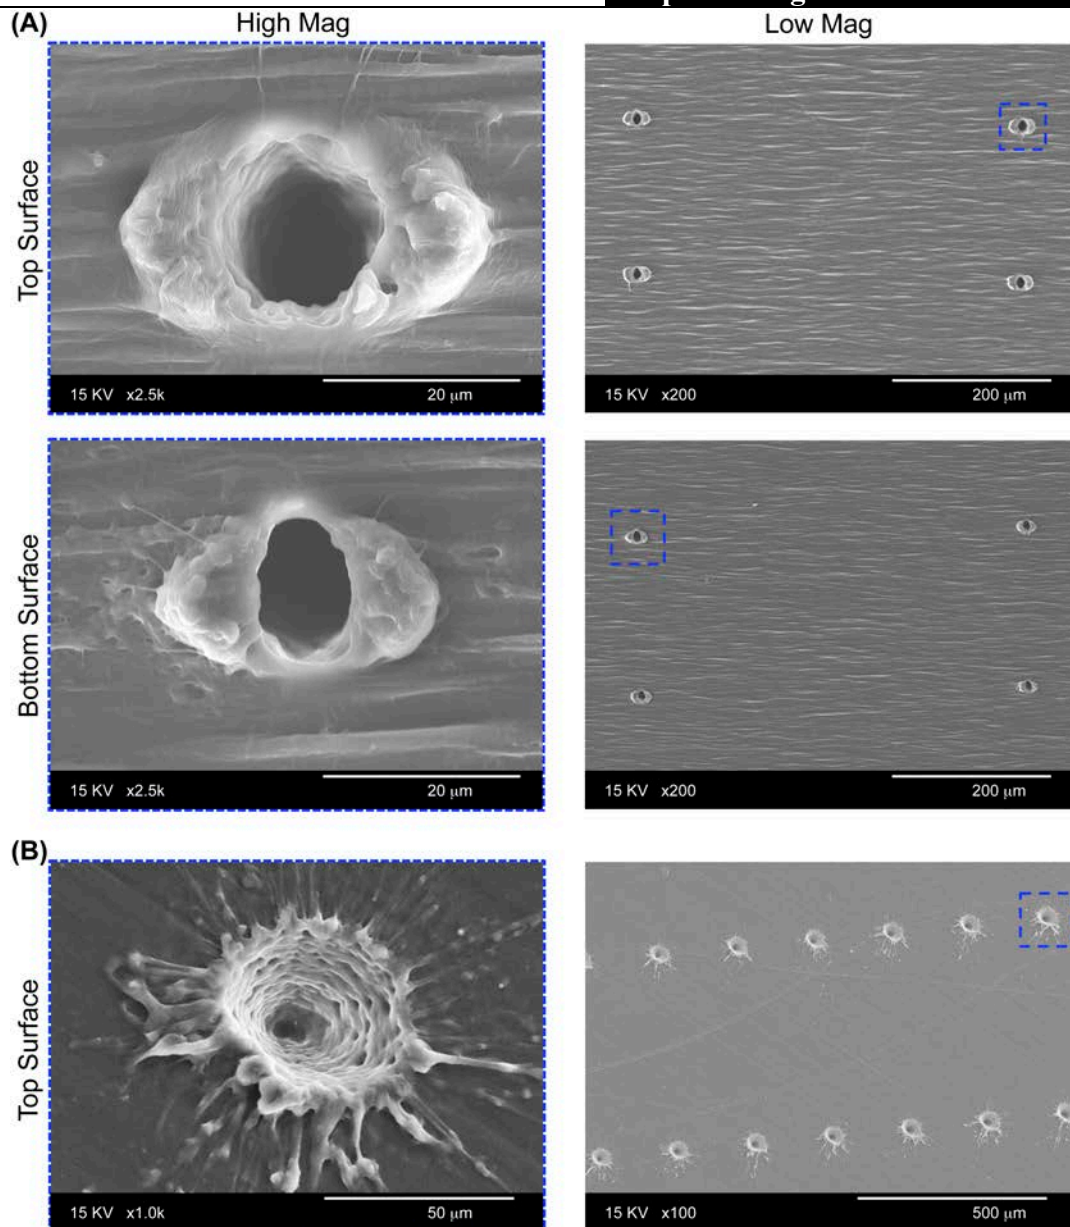 (A)
High Mag
Low Mag
Top Surface
15 KV x2.5k
20 μm
15 KV x200
200 μm
Bottom Surface
15 KV x2.5k
20 μm
15 KV x200
200 μm
(B)
Top Surface
15 KV x1.0k
50 μm
15 KV x100
500 μm